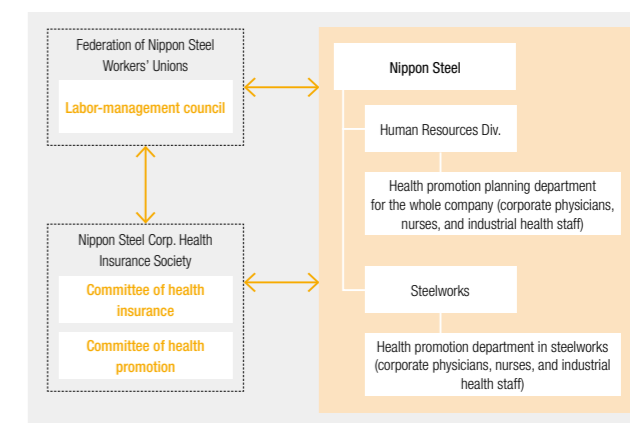 Federation of Nippon Steel
Workers' Unions
Labor-management council
Nippon Steel Corp. Health
Insurance Society
Committee of health
insurance
Committee of health
promotion
Nippon Steel
Human Resources Div.
Health promotion planning department
for the whole company (corporate physicians,
nurses, and industrial health staff)
Steelworks
Health promotion department in steelworks
(corporate physicians, nurses, and industrial
health staff)